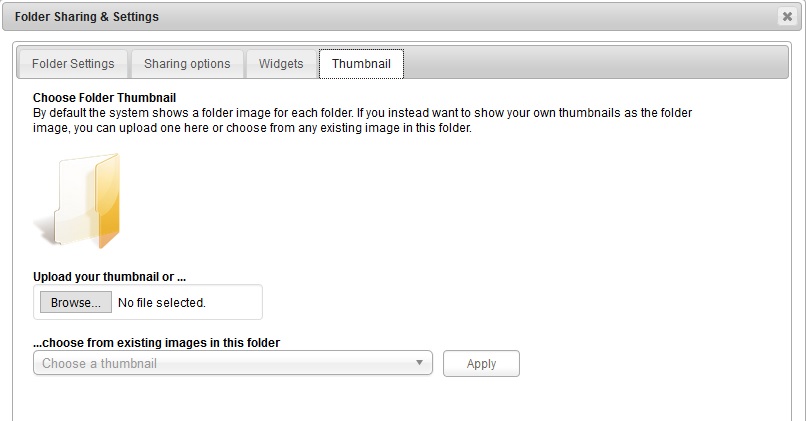 Folder Sharing & Settings
Folder Settings
Sharing options
Widgets
Thumbnail
Choose Folder Thumbnail
By default the system shows a folder image for each folder. If you instead want to show your own thumbnails as the folder
image, you can upload one here or choose from any existing image in this folder.
Upload your thumbnail or ...
Browse... No file selected.
...choose from existing images in this folder
Choose a thumbnail
Apply